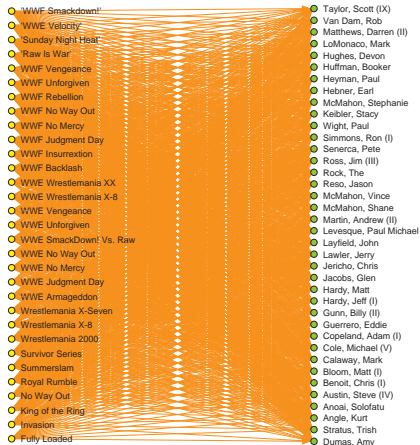 'WWF Smackdown!'
'WWE Velocity'
'Sunday Night Heat'
'Raw Is War'
WWF Vengeance
WWF Unforgiven
WWF Rebellion
WWF No Way Out
WWF No Mercy
WWF Judgment Day
WWF Insurrextion
WWF Backlash
WWE Wrestlemania XX
WWE Wrestlemania X-8
WWE Vengeance
WWE Unforgiven
WWE SmackDown! Vs. Raw
WWE No Way Out
WWE No Mercy
WWE Judgment Day
WWE Armageddon
Wrestlemania X-Seven
Wrestlemania X-8
Wrestlemania 2000
Survivor Series
Summerslam
Royal Rumble
No Way Out
King of the Ring
Invasion
Fully Loaded
Taylor, Scott (IX)
Van Dam, Rob
Matthews, Darren (II)
LoMonaco, Mark
Hughes, Devon
Huffman, Booker
Heyman, Paul
Hebner, Earl
McMahon, Stephanie
Keibler, Stacy
Wight, Paul
Simmons, Ron (I)
Senerca, Pete
Ross, Jim (III)
Rock, The
Reso, Jason
McMahon, Vince
McMahon, Shane
Martin, Andrew (II)
Levesque, Paul Michael
Layfield, John
Lawler, Jerry
Jericho, Chris
Jacobs, Glen
Hardy, Matt
Hardy, Jeff (I)
Gunn, Billy (II)
Guerrero, Eddie
Copeland, Adam (I)
Cole, Michael (V)
Calaway, Mark
Bloom, Matt (I)
Benoit, Chris (I)
Austin, Steve (IV)
Anoai, Solofatu
Angle, Kurt
Stratus, Trish
Dumas, Amy